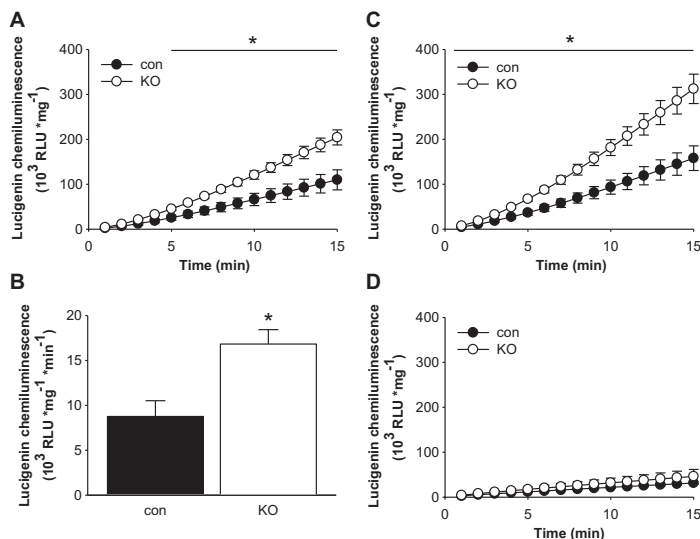 A
*
Lucigenin chemiluminescence
(10³ RLU *mg⁻¹)
400
300
200
100
0
con
KO
0
5
10
15
Time (min)
C
*
Lucigenin chemiluminescence
(10³ RLU *mg⁻¹)
400
300
200
100
0
con
KO
0
5
10
15
Time (min)
B
Lucigenin chemiluminescence
(10³ RLU *mg⁻¹ *min⁻¹)
20
15
10
5
0
*
con
KO
D
Lucigenin chemiluminescence
(10³ RLU *mg⁻¹)
400
300
200
100
0
con
KO
0
5
10
15
Time (min)